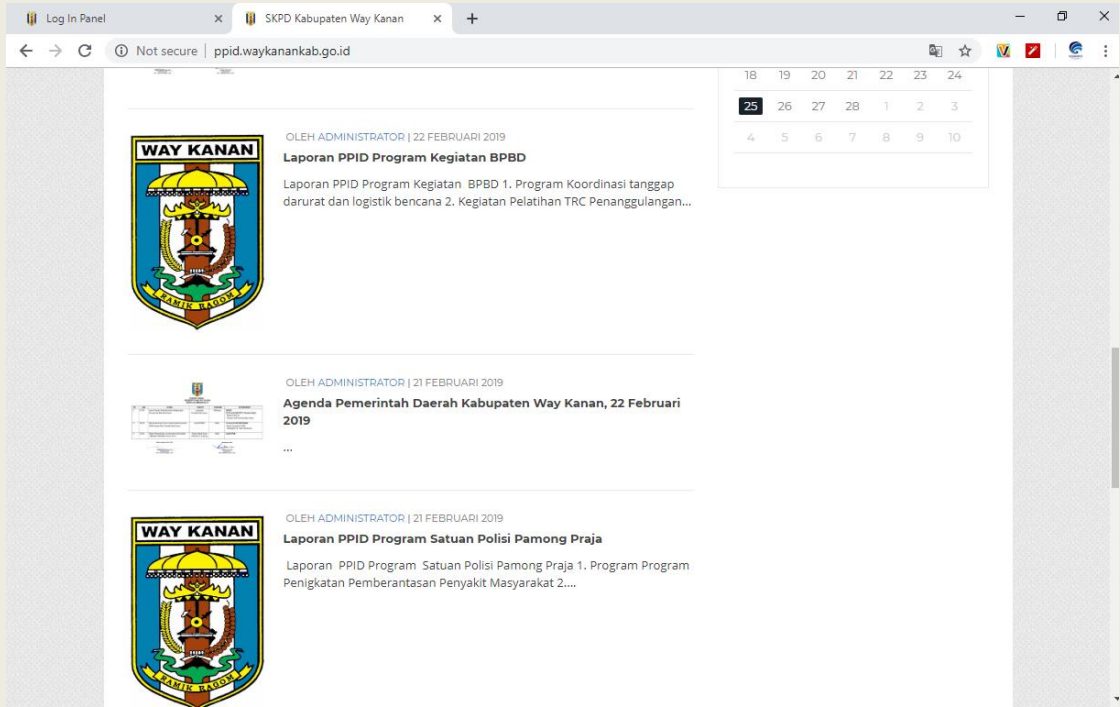 Log In Panel
SKPD Kabupaten Way Kanan
Not secure | ppid.waykanankab.go.id
18 19 20 21 22 23 24
25 26 27 28 1 2 3
4 5 6 7 8 9 10
OLEH ADMINISTRATOR | 22 FEBRUARI 2019
Laporan PPID Program Kegiatan BPBD
Laporan PPID Program Kegiatan BPBD 1. Program Koordinasi tanggap
darurat dan logistik bencana 2. Kegiatan Pelatihan TRC Penanggulangan...
WAY KANAN
RAMIK RAGOM
OLEH ADMINISTRATOR | 21 FEBRUARI 2019
Agenda Pemerintah Daerah Kabupaten Way Kanan, 22 Februari
2019
...
OLEH ADMINISTRATOR | 21 FEBRUARI 2019
Laporan PPID Program Satuan Polisi Pamong Praja
Laporan PPID Program Satuan Polisi Pamong Praja 1. Program Program
Penigkatan Pemberantasan Penyakit Masyarakat 2....
WAY KANAN
RAMIK RAGOM